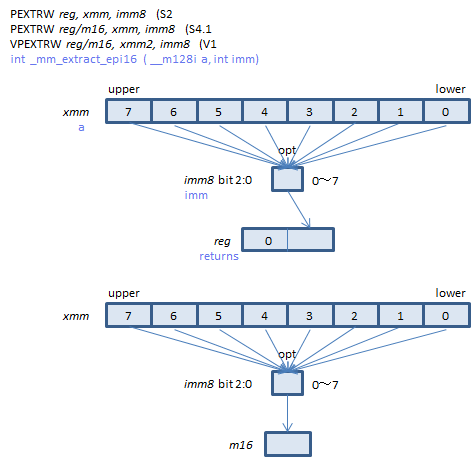 PEXTRW reg, xmm, imm8 (S2
PEXTRW reg/m16, xmm, imm8 (S4.1
VPEXTRW reg/m16, xmm2, imm8 (V1
int _mm_extract_epi16 ( __m128i a, int imm)
upper lower
xmm 7 6 5 4 3 2 1 0
a
opt
imm8 bit 2:0 0～7
imm
reg 0
returns
upper lower
xmm 7 6 5 4 3 2 1 0
opt
imm8 bit 2:0 0～7
m16